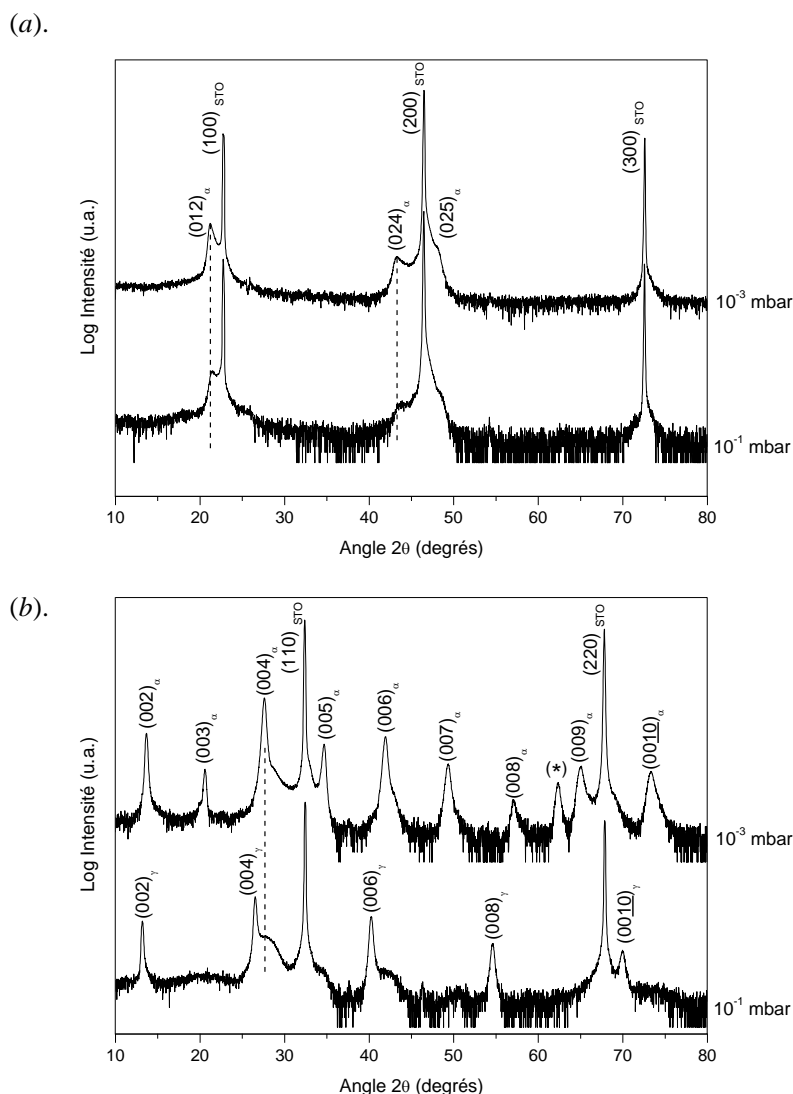 (a).
(012)α
(100) STO
(024)α
(200) STO
(025)α
(300) STO
10-3 mbar
10-1 mbar
Log Intensité (u.a.)
10 20 30 40 50 60 70 80
Angle 2θ (degrés)
(b).
(002)α
(003)α
(004)α
(110) STO
(005)α
(006)α
(007)α
(008)α
(*)
(009)α
(220) STO
(0010)α
10-3 mbar
(002)γ
(004)γ
(006)γ
(008)γ
(0010)γ
10-1 mbar
Log Intensité (u.a.)
10 20 30 40 50 60 70 80
Angle 2θ (degrés)